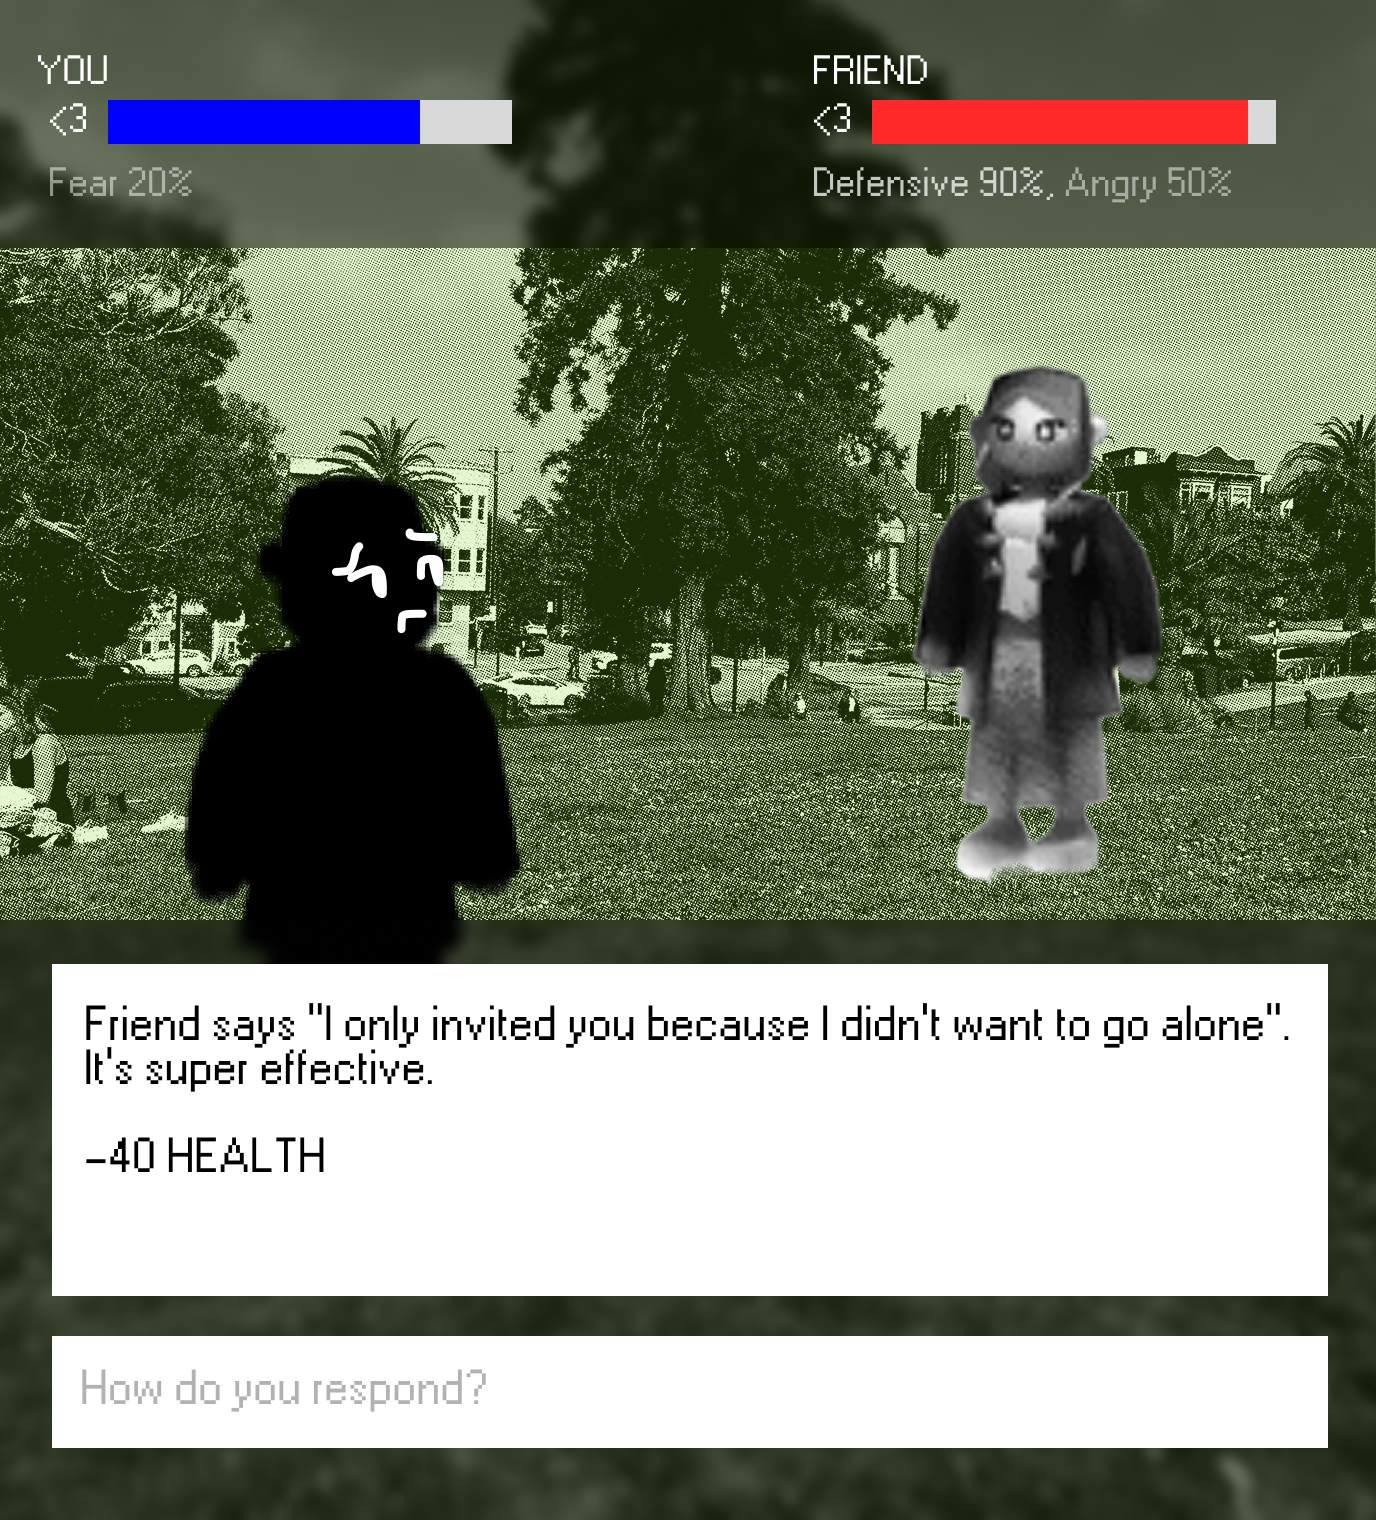 YOU
<3
Fear 20%
FRIEND
<3
Defensive 90%, Angry 50%
Friend says "I only invited you because I didn't want to go alone".
It's super effective.
-40 HEALTH
How do you respond?